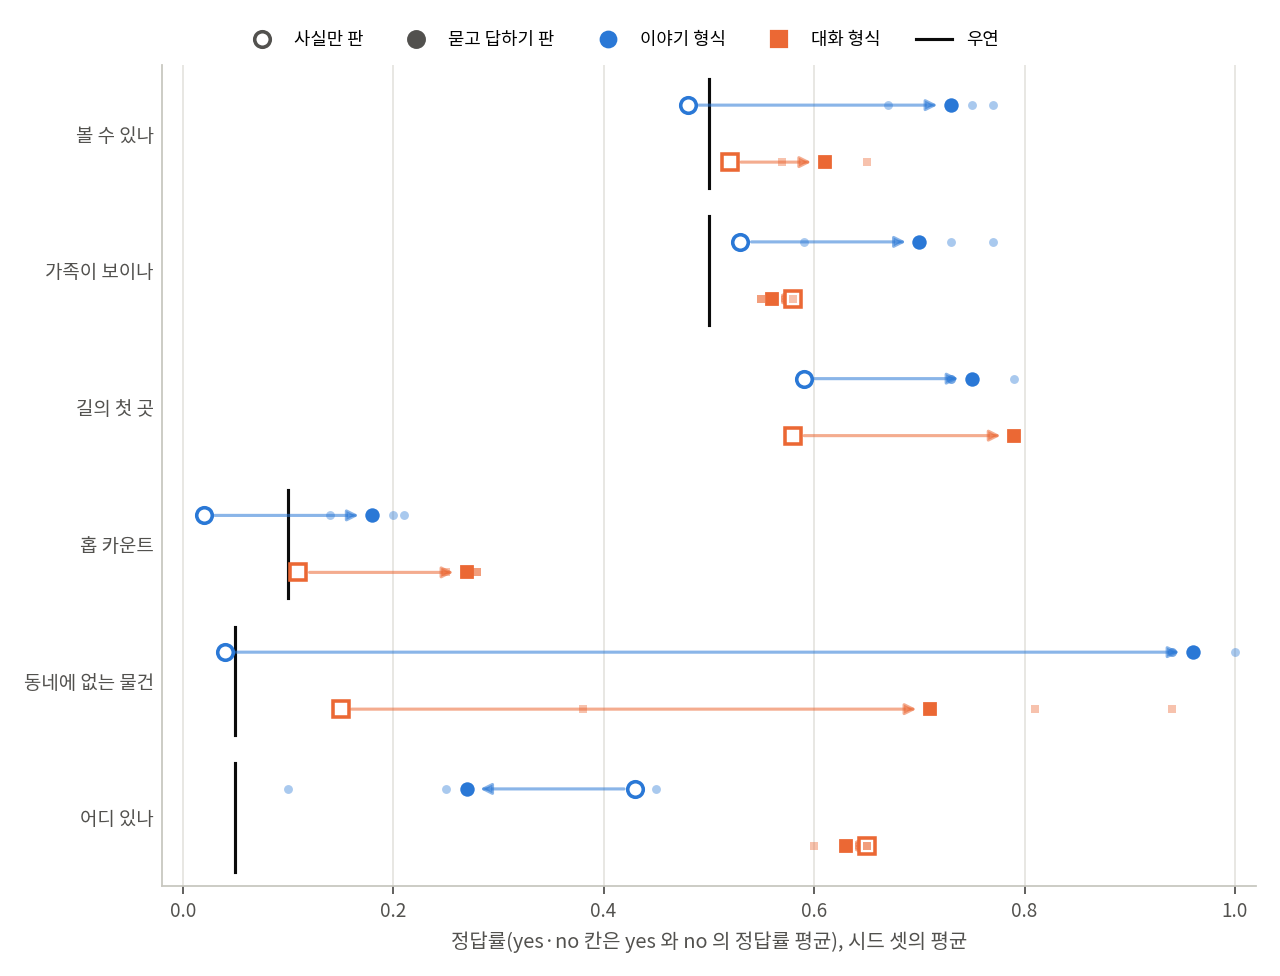 사실만 판
묻고 답하기 판
이야기 형식
대화 형식
우연
볼 수 있나
가족이 보이나
길의 첫 곳
홉 카운트
동네에 없는 물건
어디 있나
0.0 0.2 0.4 0.6 0.8 1.0
정답률(yes·no 칸은 yes 와 no 의 정답률 평균), 시드 셋의 평균